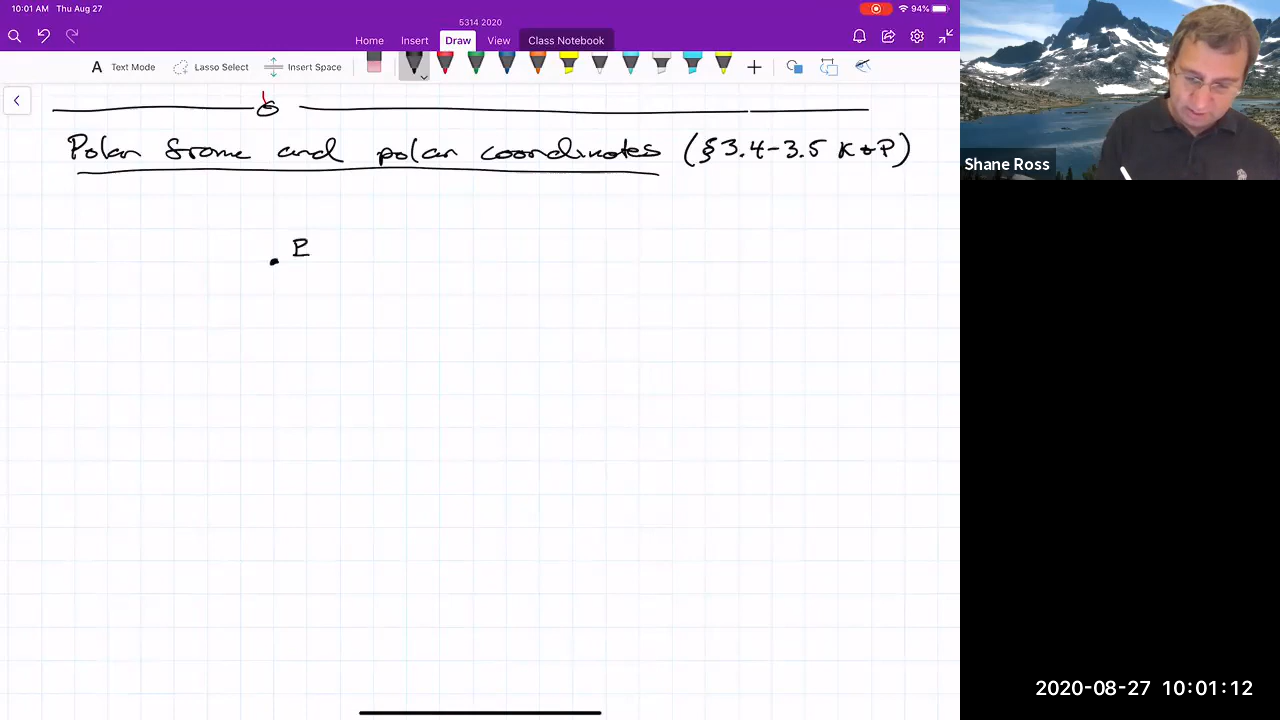 10:01 AM Thu Aug 27
94%
5314 2020
Home Insert Draw View Class Notebook
Text Mode Lasso Select Insert Space
Polar frame and polar coordinates (§3.4-3.5 K&P)
P
Shane Ross
2020-08-27 10:01:12